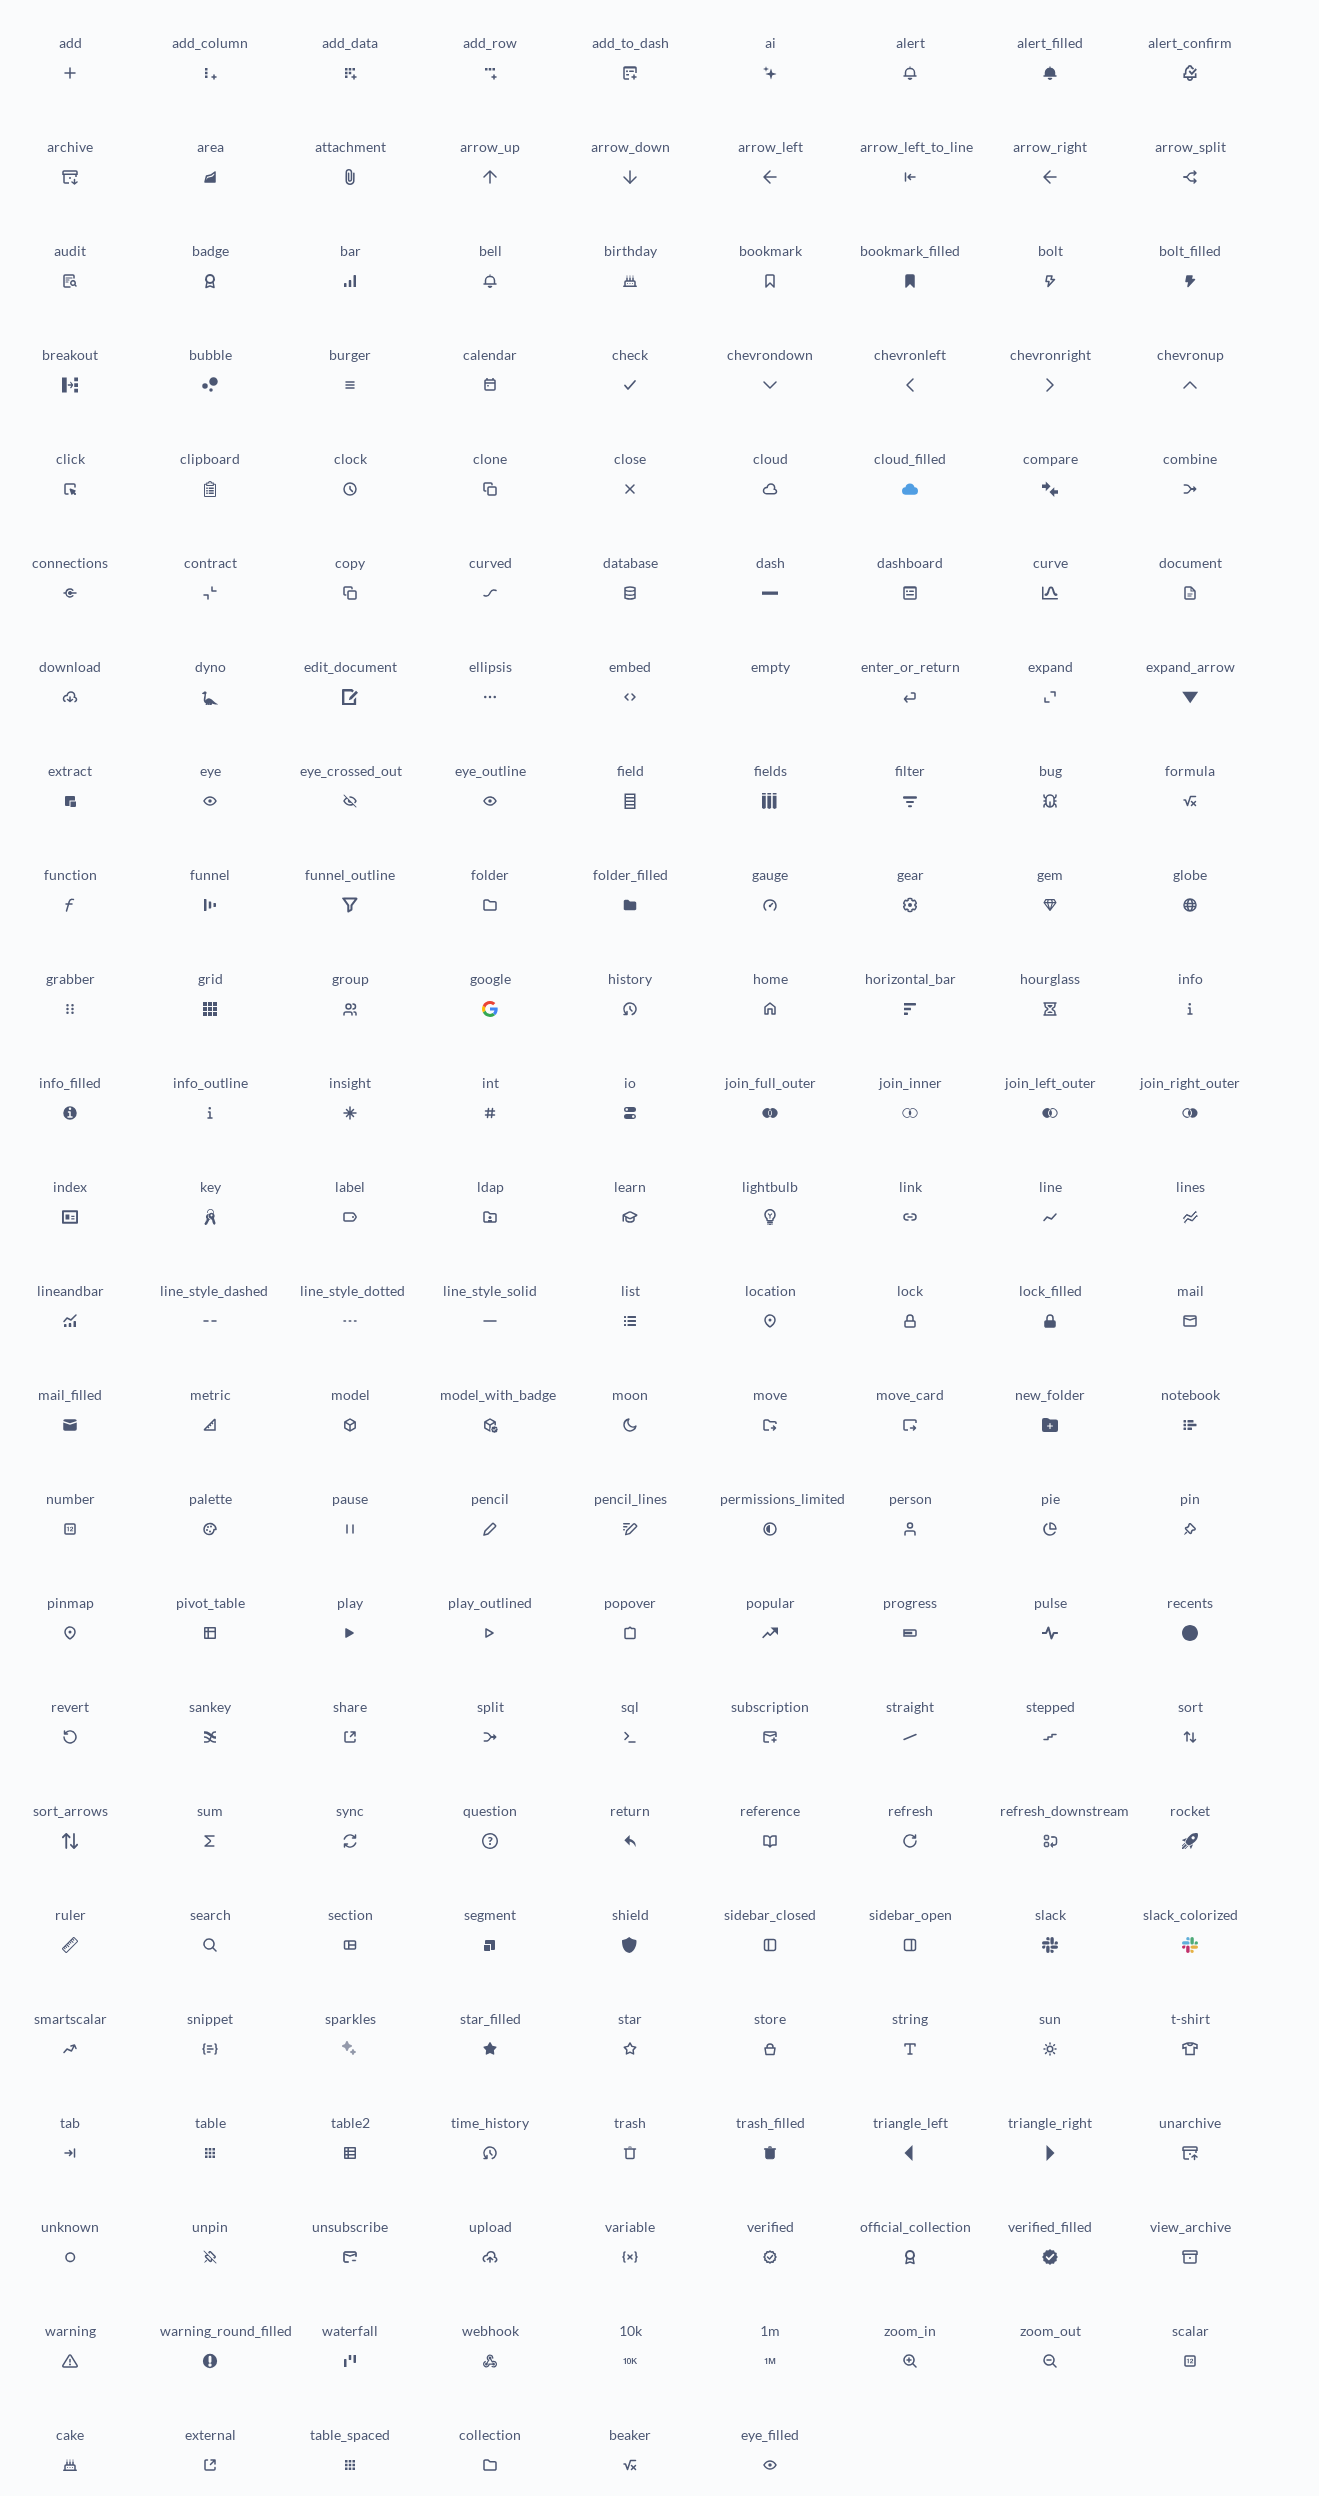 add add_column add_data add_row add_to_dash ai alert alert_filled alert_confirm
archive area attachment arrow_up arrow_down arrow_left arrow_left_to_line arrow_right arrow_split
audit badge bar bell birthday bookmark bookmark_filled bolt bolt_filled
breakout bubble burger calendar check chevrondown chevronleft chevronright chevronup
click clipboard clock clone close cloud cloud_filled compare combine
connections contract copy curved database dash dashboard curve document
download dyno edit_document ellipsis embed empty enter_or_return expand expand_arrow
extract eye eye_crossed_out eye_outline field fields filter bug formula
function funnel funnel_outline folder folder_filled gauge gear gem globe
grabber grid group google history home horizontal_bar hourglass info
info_filled info_outline insight int io join_full_outer join_inner join_left_outer join_right_outer
index key label ldap learn lightbulb link line lines
lineandbar line_style_dashed line_style_dotted line_style_solid list location lock lock_filled mail
mail_filled metric model model_with_badge moon move move_card new_folder notebook
number palette pause pencil pencil_lines permissions_limited person pie pin
12
pinmap pivot_table play play_outlined popover popular progress pulse recents
revert sankey share split sql subscription straight stepped sort
sort_arrows sum sync question return reference refresh refresh_downstream rocket
ruler search section segment shield sidebar_closed sidebar_open slack slack_colorized
smartscalar snippet sparkles star_filled star store string sun t-shirt
tab table table2 time_history trash trash_filled triangle_left triangle_right unarchive
unknown unpin unsubscribe upload variable verified official_collection verified_filled view_archive
warning warning_round_filled waterfall webhook 10k 1m zoom_in zoom_out scalar
10K 1M 12
cake external table_spaced collection beaker eye_filled